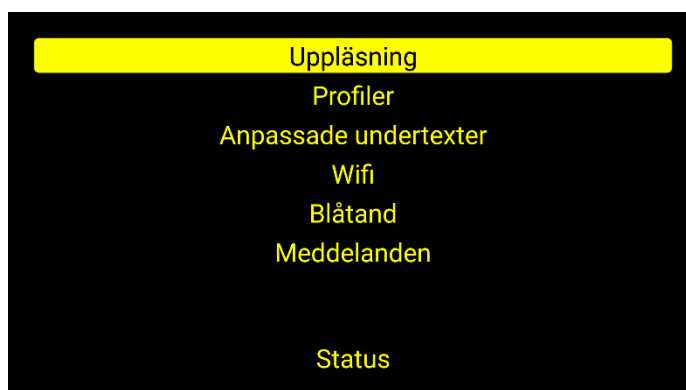 Uppläsning
Profiler
Anpassade undertexter
Wifi
Blåtand
Meddelanden
Status